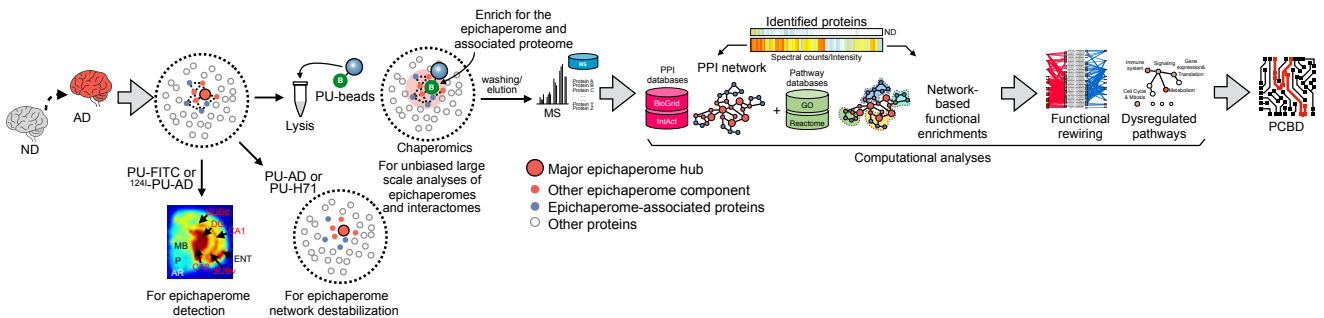 ND
AD
PU-FITC or
124I-PU-AD
SUBd
DG
CA1
MB
P
AR
ENT
For epichaperome
detection
Lysis
B
PU-beads
PU-AD or
PU-H71
For epichaperome
network destabilization
Enrich for the
epichaperome and
associated proteome
B
Chaperomics
For unbiased large
scale analyses of
epichaperomes
and interactomes
washing/
elution
MS
Protein A
Protein B
Protein C
Protein Y
Protein Z
MS
Major epichaperome hub
Other epichaperome component
Epichaperome-associated proteins
Other proteins
Identified proteins
ND
Spectral counts/Intensity
PPI
databases
BioGrid
IntAct
PPI network
+
Pathway
databases
GO
Reactome
Network-
based
functional
enrichments
Functional
rewiring
Immune
system
Signaling
Gene
expression&
Translation
Cell Cycle
& Mitosis
Metabolism
Dysregulated
pathways
Computational analyses
PCBD